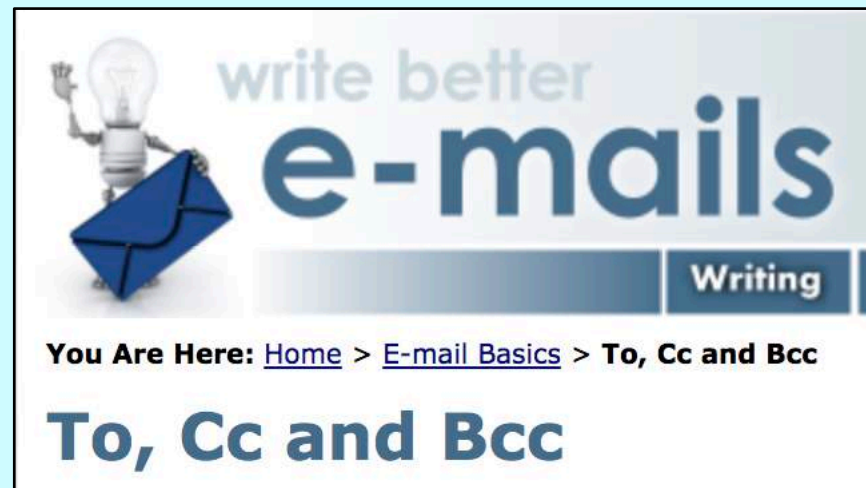 write better
e-mails
Writing
You Are Here: Home > E-mail Basics > To, Cc and Bcc
To, Cc and Bcc